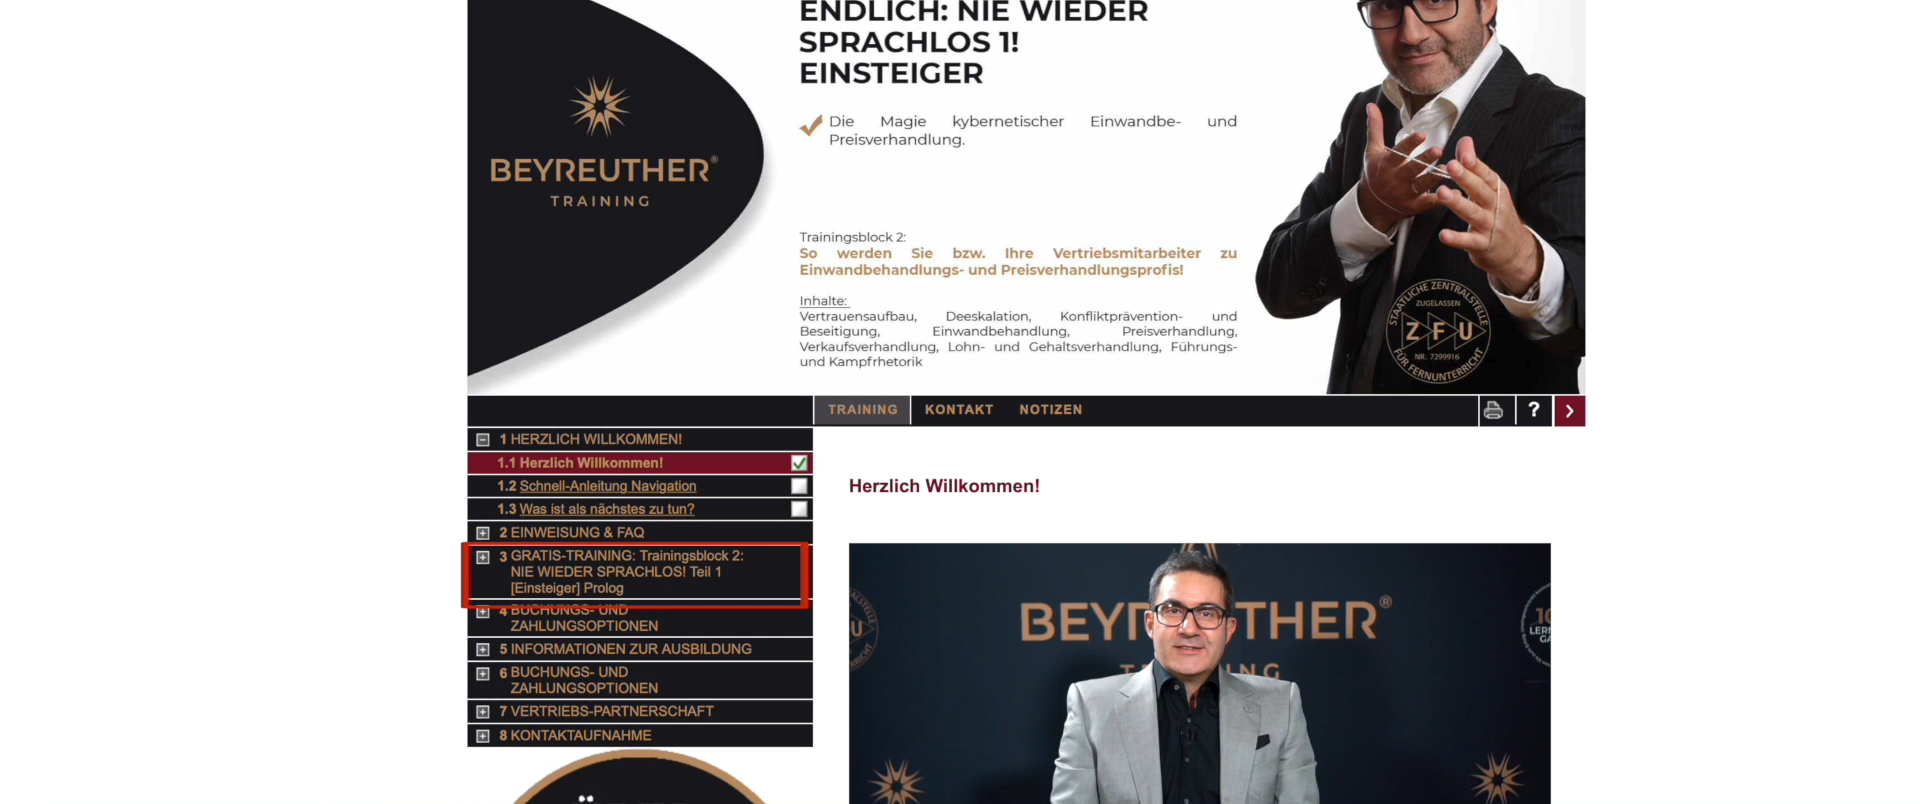 ENDLICH: NIE WIEDER
SPRACHLOS 1!
EINSTEIGER
BEYREUTHER®
TRAINING
Die Magie kybernetischer Einwandbe- und
Preisverhandlung.
Trainingsblock 2:
So werden Sie bzw. Ihre Vertriebsmitarbeiter zu
Einwandbehandlungs- und Preisverhandlungsprofis!
Inhalte:
Vertrauensaufbau, Deeskalation, Konfliktprävention- und
Beseitigung, Einwandbehandlung, Preisverhandlung,
Verkaufsverhandlung, Lohn- und Gehaltsverhandlung, Führungs-
und Kampfrhetorik
STAATLICHE ZENTRALSTELLE
ZUGELASSEN
ZFU
NR. 7299916
FÜR FERNUNTERRICHT
TRAINING KONTAKT NOTIZEN
?
1 HERZLICH WILLKOMMEN!
1.1 Herzlich Willkommen!
1.2 Schnell-Anleitung Navigation
1.3 Was ist als nächstes zu tun?
2 EINWEISUNG & FAQ
3 GRATIS-TRAINING: Trainingsblock 2:
NIE WIEDER SPRACHLOS! Teil 1
[Einsteiger] Prolog
4 BUCHUNGS- UND
ZAHLUNGSOPTIONEN
5 INFORMATIONEN ZUR AUSBILDUNG
6 BUCHUNGS- UND
ZAHLUNGSOPTIONEN
7 VERTRIEBS-PARTNERSCHAFT
8 KONTAKTAUFNAHME
Herzlich Willkommen!
BEYR THER®
T NG